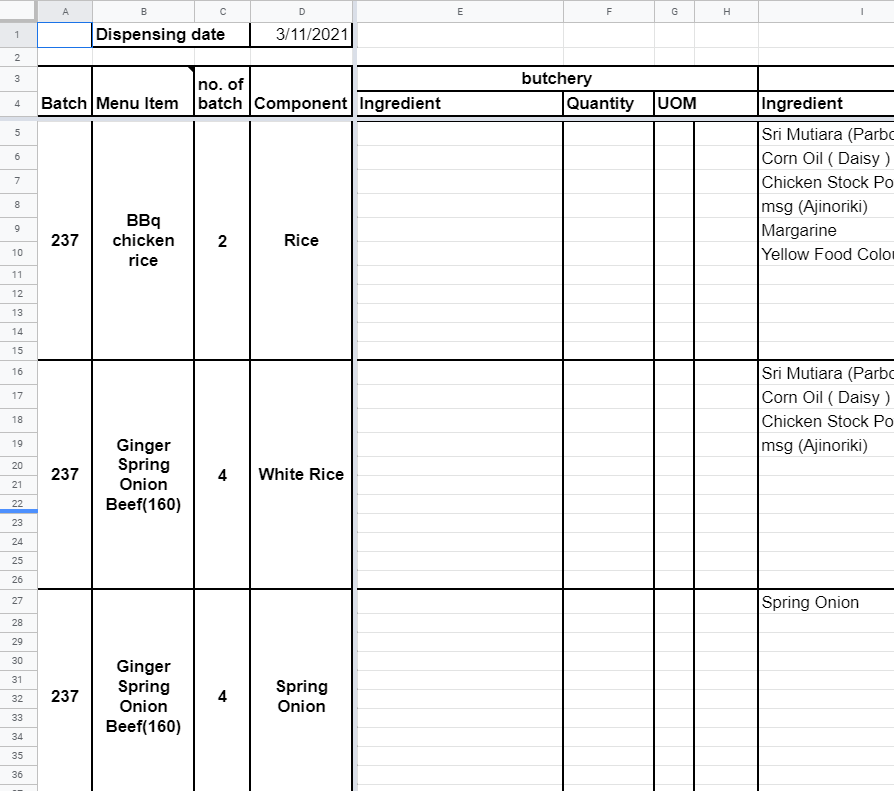 A B C D E F G H I
1 Dispensing date 3/11/2021
2
3 butchery
4 Batch Menu Item no. of batch Component Ingredient Quantity UOM Ingredient
5 Sri Mutiara (Parbo
6 Corn Oil ( Daisy )
7 Chicken Stock Po
8 msg (Ajinoriki)
9 Margarine
10 Yellow Food Colou
237 BBq chicken rice 2 Rice
11
12
13
14
15
16 Sri Mutiara (Parbo
17 Corn Oil ( Daisy )
18 Chicken Stock Po
19 msg (Ajinoriki)
237 Ginger Spring Onion Beef(160) 4 White Rice
20
21
22
23
24
25
26
27 Spring Onion
28
29
30
31
237 Ginger Spring Onion Beef(160) 4 Spring Onion
32
33
34
35
36